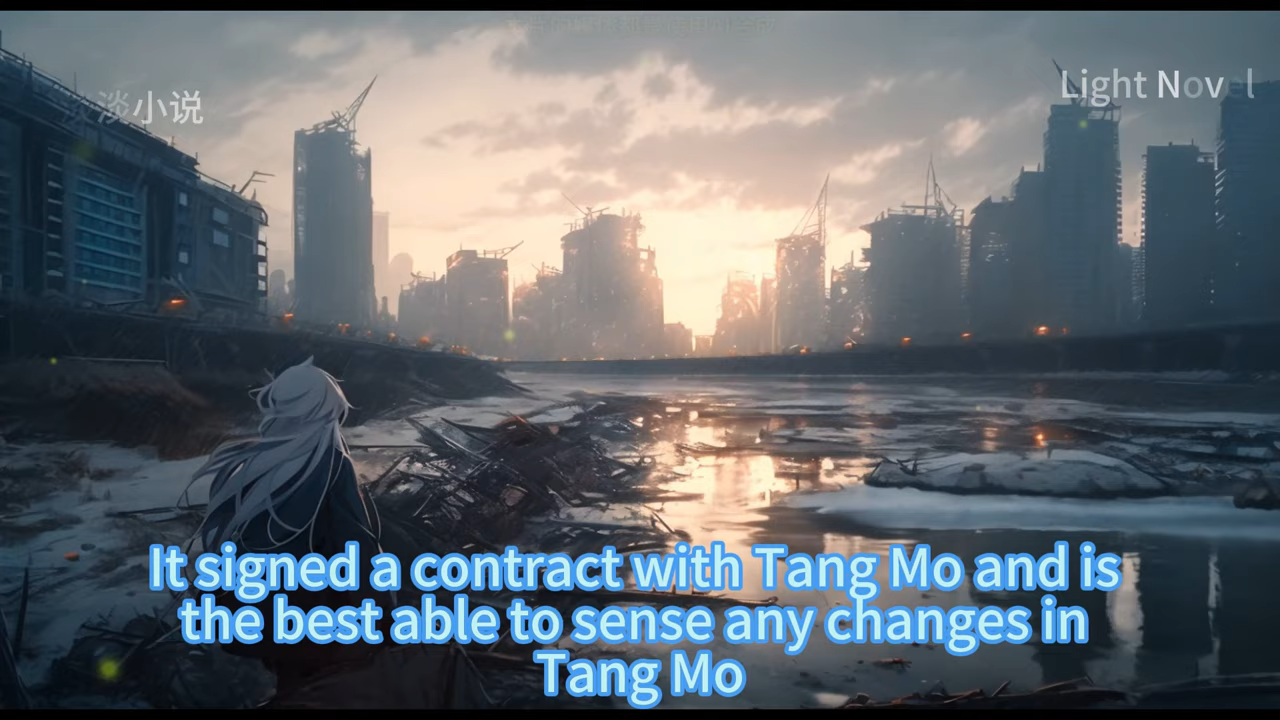 淡淡小说
Light Novel
It signed a contract with Tang Mo and is
the best able to sense any changes in
Tang Mo